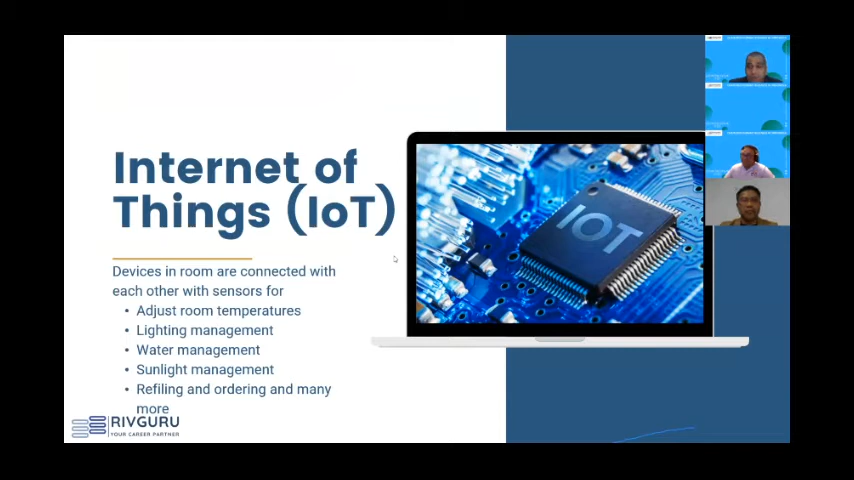 Internet of
Things (IoT)
Devices in room are connected with
each other with sensors for
• Adjust room temperatures
• Lighting management
• Water management
• Sunlight management
• Refiling and ordering and many
more
RIVGURU
YOUR CAREER PARTNER
IOT